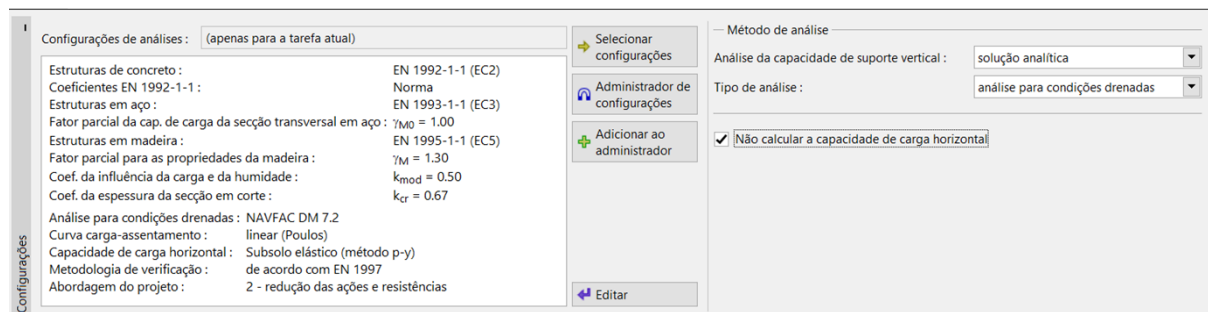 Configurações
Configurações de análises : (apenas para a tarefa atual)
Estruturas de concreto : EN 1992-1-1 (EC2)
Coeficientes EN 1992-1-1 : Norma
Estruturas em aço : EN 1993-1-1 (EC3)
Fator parcial da cap. de carga da secção transversal em aço : γM0 = 1.00
Estruturas em madeira : EN 1995-1-1 (EC5)
Fator parcial para as propriedades da madeira : γM = 1.30
Coef. da influência da carga e da humidade : kmod = 0.50
Coef. da espessura da secção em corte : kcr = 0.67
Análise para condições drenadas : NAVFAC DM 7.2
Curva carga-assentamento : linear (Poulos)
Capacidade de carga horizontal : Subsolo elástico (método p-y)
Metodologia de verificação : de acordo com EN 1997
Abordagem do projeto : 2 - redução das ações e resistências
Selecionar
configurações
Administrador de
configurações
Adicionar ao
administrador
Editar
Método de análise
Análise da capacidade de suporte vertical : solução analítica
Tipo de análise : análise para condições drenadas
Não calcular a capacidade de carga horizontal